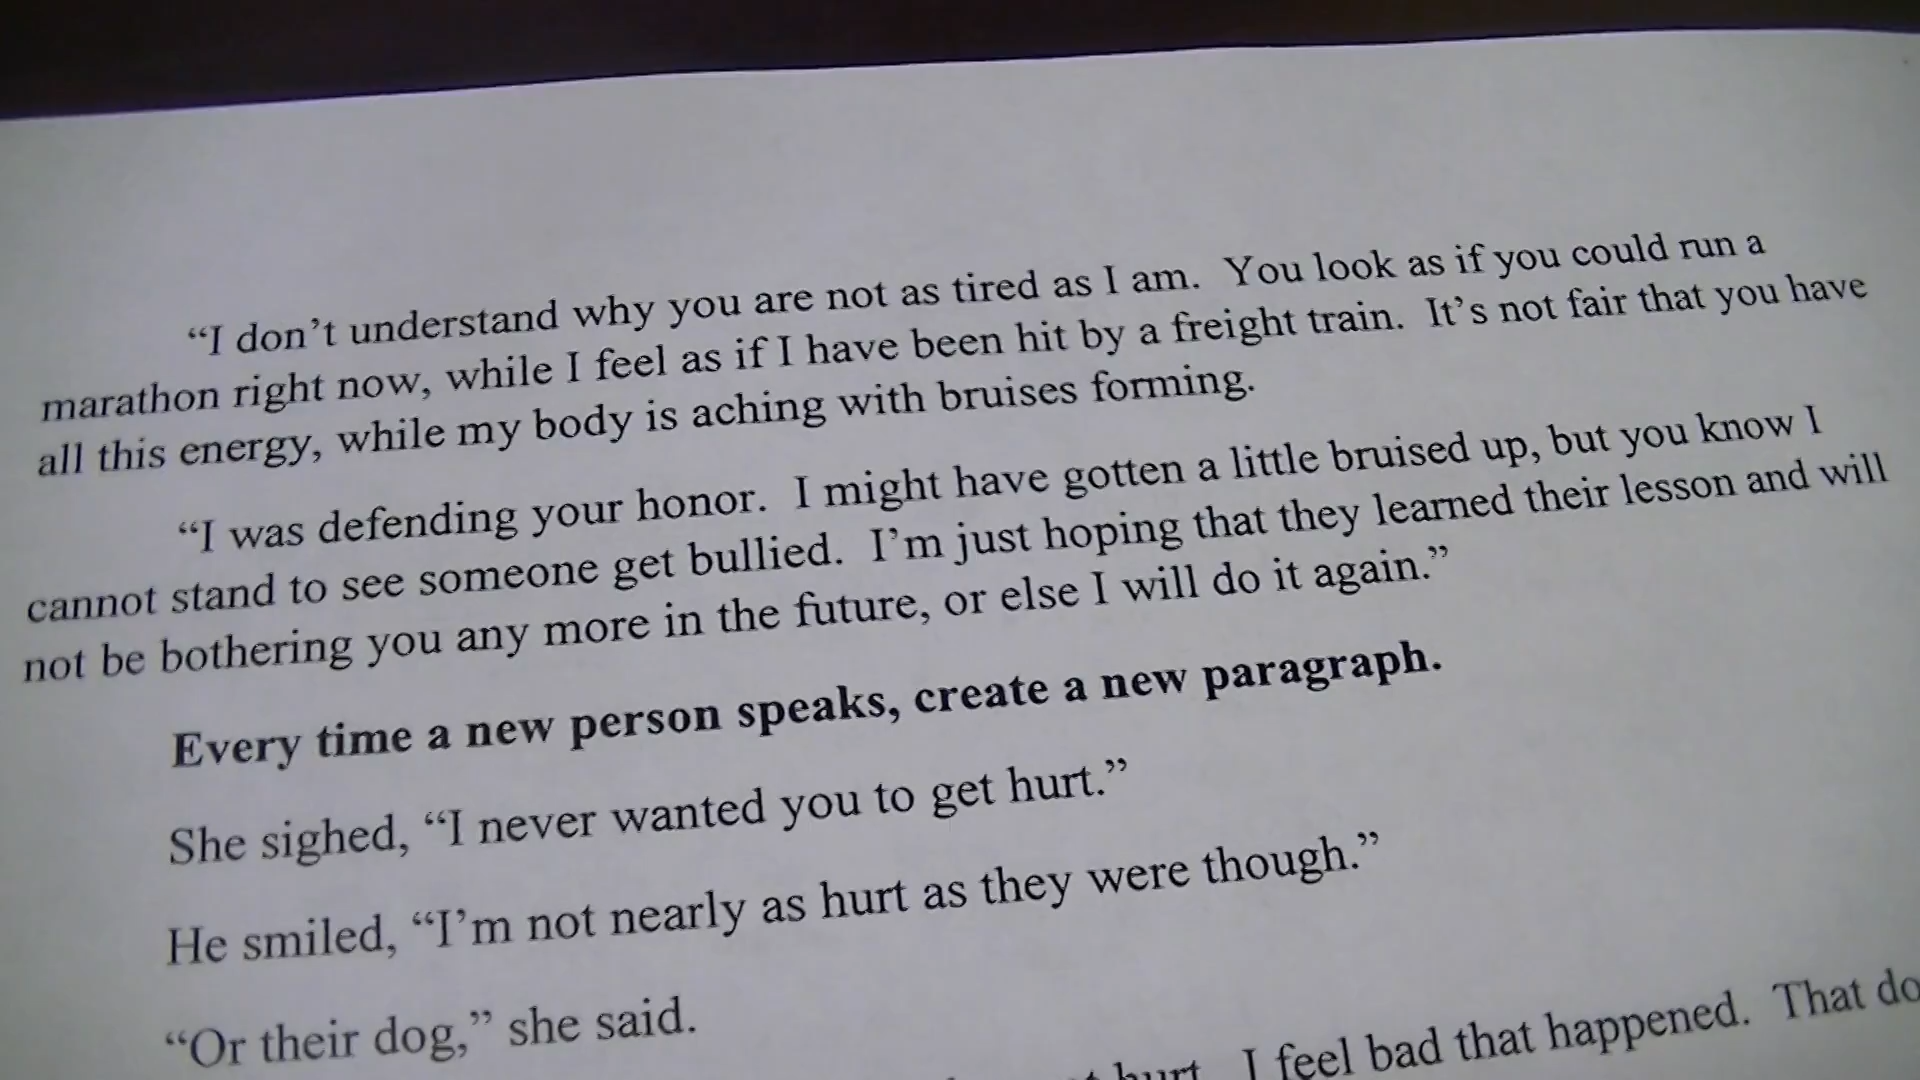 “I don’t understand why you are not as tired as I am.  You look as if you could run a
marathon right now, while I feel as if I have been hit by a freight train.  It’s not fair that you have
all this energy, while my body is aching with bruises forming.
“I was defending your honor.  I might have gotten a little bruised up, but you know I
cannot stand to see someone get bullied.  I’m just hoping that they learned their lesson and will
not be bothering you any more in the future, or else I will do it again.”
Every time a new person speaks, create a new paragraph.
She sighed, “I never wanted you to get hurt.”
He smiled, “I’m not nearly as hurt as they were though.”
“Or their dog,” she said.
hurt.  I feel bad that happened.  That